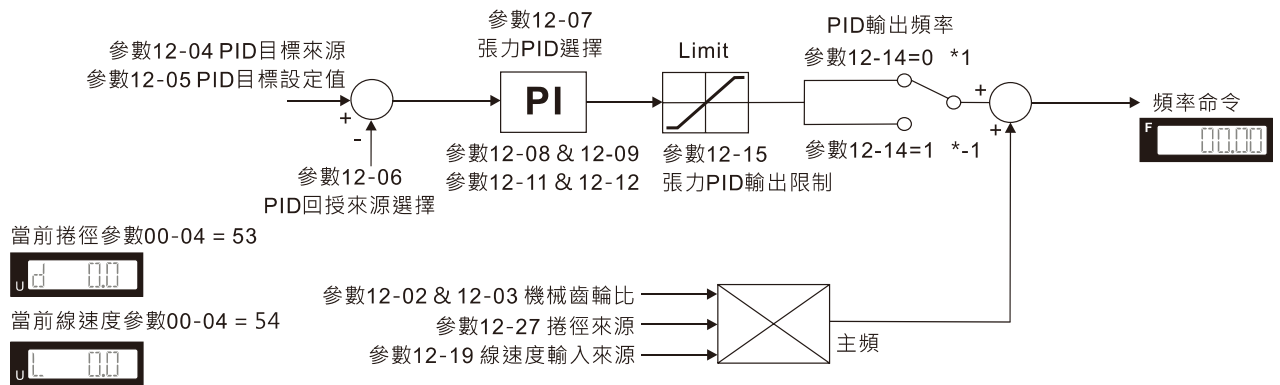 參數12-04 PID目標來源
參數12-05 PID目標設定值
+
-
參數12-06
PID回授來源選擇
參數12-07
張力PID選擇
PI
參數12-08 & 12-09
參數12-11 & 12-12
Limit
參數12-15
張力PID輸出限制
PID輸出頻率
參數12-14=0 *1
參數12-14=1 *-1
+
+
頻率命令
F 00.00
當前捲徑參數00-04 = 53
U d 0.0
當前線速度參數00-04 = 54
U L 0.0
參數12-02 & 12-03 機械齒輪比
參數12-27 捲徑來源
參數12-19 線速度輸入來源
主頻